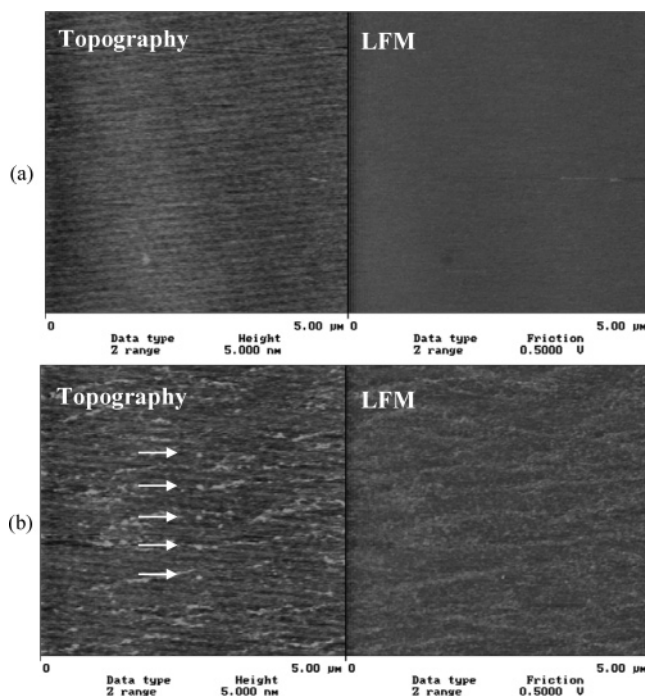 Topography LFM
(a)
0 5.00 μM 0 5.00 μM
Data type Height Data type Friction
Z range 5.000 nm Z range 0.5000 V
Topography LFM
(b)
0 5.00 μM 0 5.00 μM
Data type Height Data type Friction
Z range 5.000 nm Z range 0.5000 V